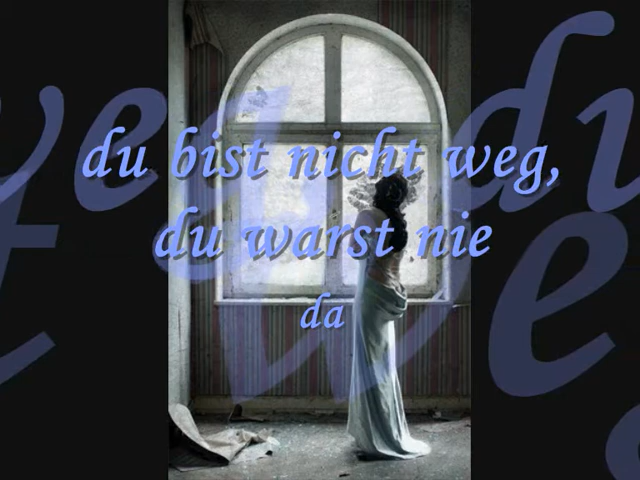 du bist nicht weg,
du warst nie
da